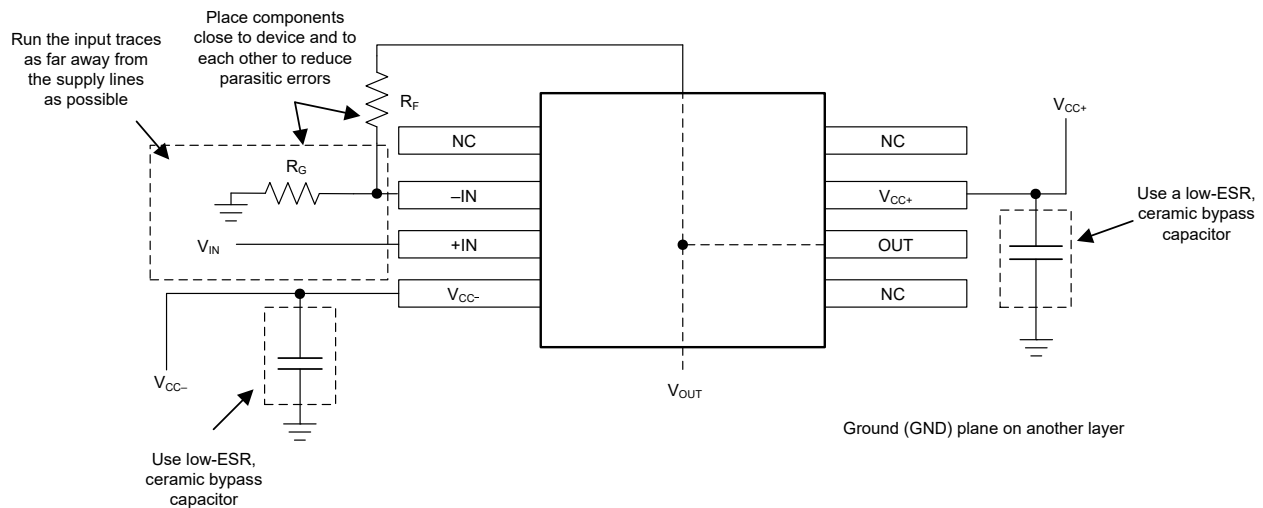 Run the input traces
as far away from
the supply lines
as possible
Place components
close to device and to
each other to reduce
parasitic errors
RF
RG
VIN
NC
–IN
+IN
VCC-
NC
VCC+
OUT
NC
VCC+
Use a low-ESR,
ceramic bypass
capacitor
VCC–
VOUT
Ground (GND) plane on another layer
Use low-ESR,
ceramic bypass
capacitor